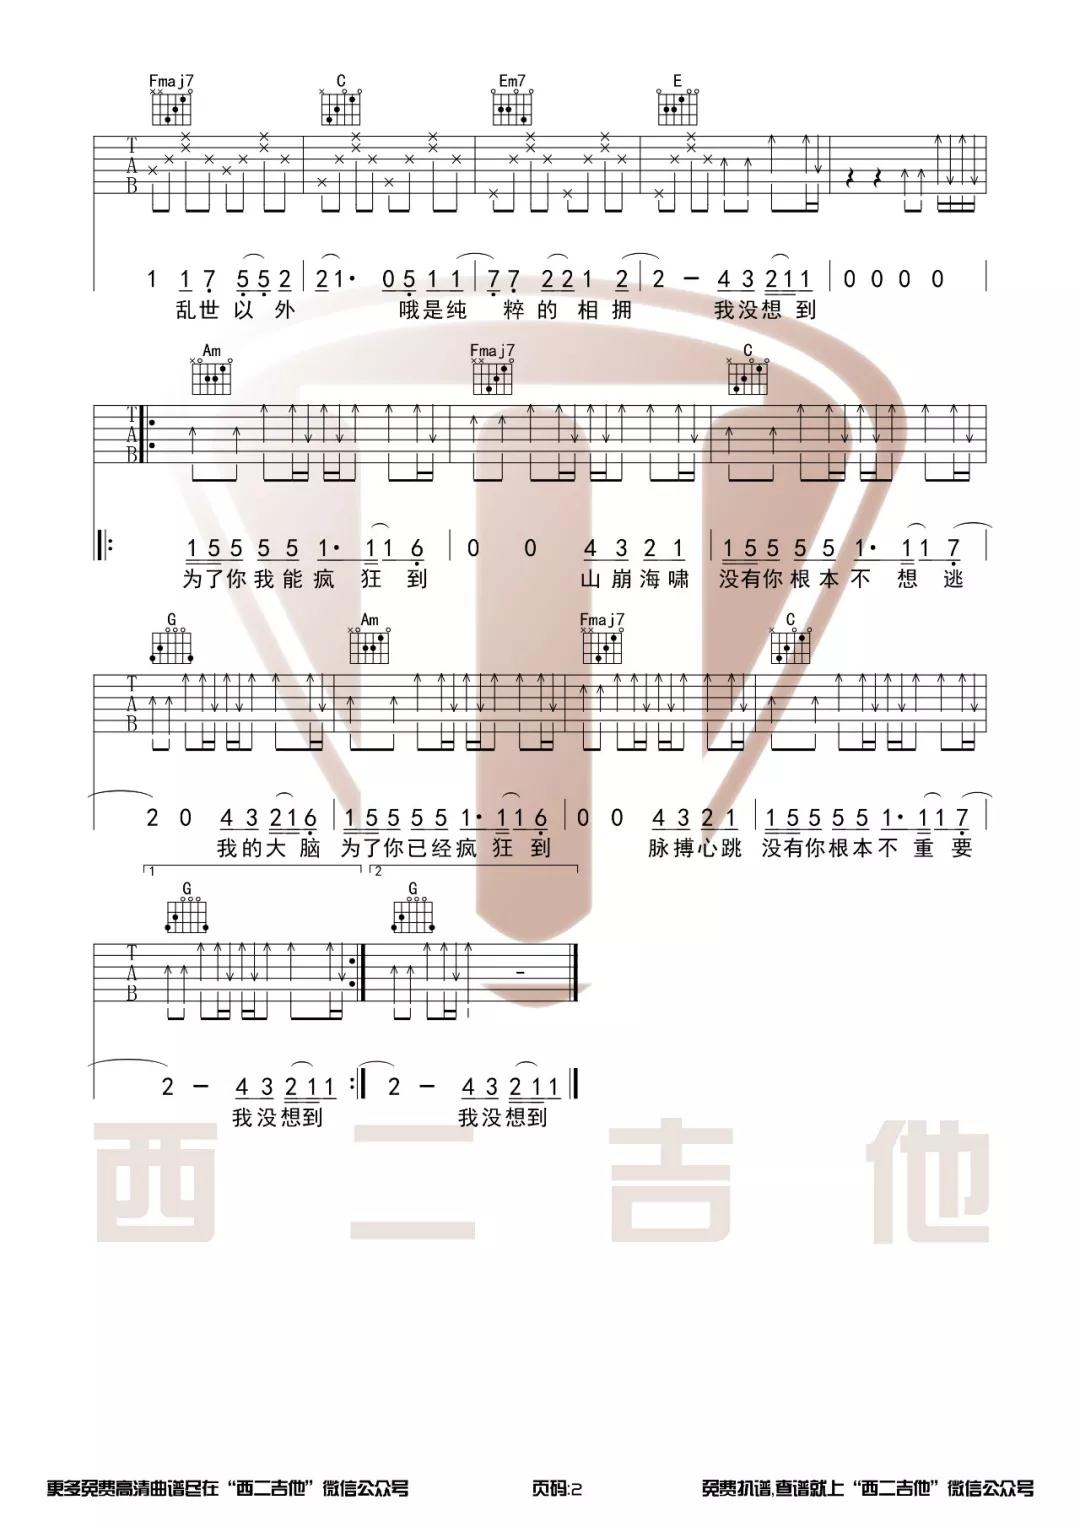 Fmaj7 C Em7 E
T
A
B
1 1 7 5 5 2 | 2 1· 0 5 1 1 | 7 7 2 2 1 2 | 2 - 4 3 2 1 1 | 0 0 0 0 |
乱世 以 外 哦是纯 粹 的 相 拥 我没想到
Am Fmaj7 C
T
A
B
1 5 5 5 5 1· 1 1 6 | 0 0 4 3 2 1 | 1 5 5 5 5 1· 1 1 7 |
为了你我能疯 狂 到 山崩海啸 没有你根本不 想 逃
G Am Fmaj7 C
T
A
B
2 0 4 3 2 1 6 | 1 5 5 5 5 1· 1 1 6 | 0 0 4 3 2 1 | 1 5 5 5 5 1· 1 1 7 |
我的大 脑 为了你已经疯 狂 到 脉搏心跳 没有你根本不 重 要
1 2
G G
T
A
B
2 - 4 3 2 1 1 :| 2 - 4 3 2 1 1
我没想到 我没想到
西二吉他
更多免费高清曲谱尽在“西二吉他”微信公众号 页码:2 免费扒谱,查谱就上“西二吉他”微信公众号